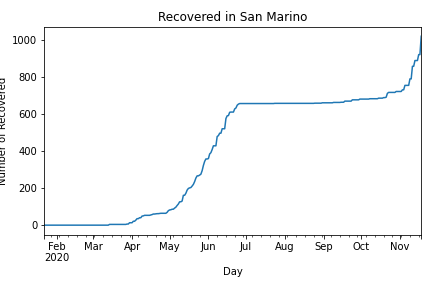 Recovered in San Marino
Number of Recovered
1000
800
600
400
200
0
Feb Mar Apr May Jun Jul Aug Sep Oct Nov
2020
Day